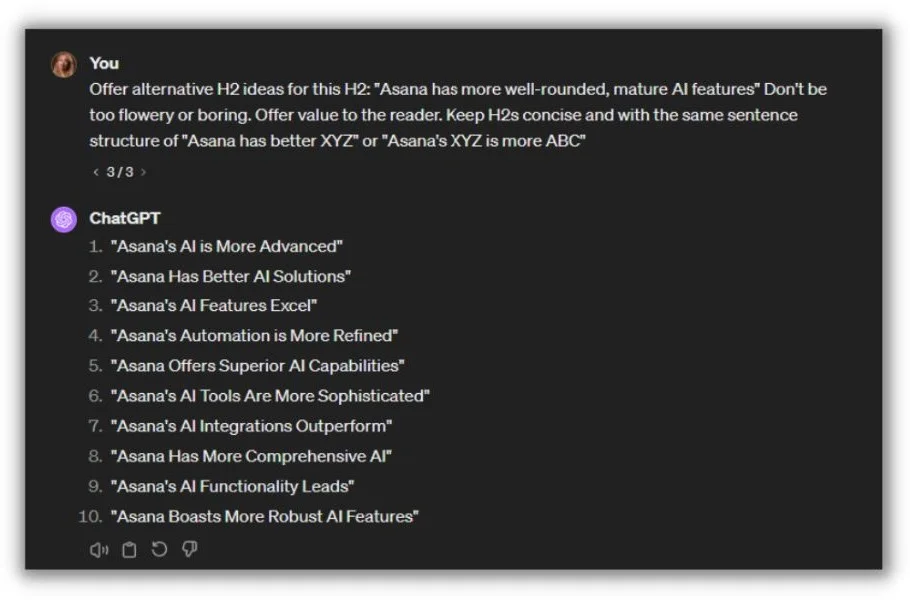 You
Offer alternative H2 ideas for this H2: "Asana has more well-rounded, mature AI features" Don't be
too flowery or boring. Offer value to the reader. Keep H2s concise and with the same sentence
structure of "Asana has better XYZ" or "Asana's XYZ is more ABC"
< 3/3 >
ChatGPT
1. "Asana's AI is More Advanced"
2. "Asana Has Better AI Solutions"
3. "Asana's AI Features Excel"
4. "Asana's Automation is More Refined"
5. "Asana Offers Superior AI Capabilities"
6. "Asana's AI Tools Are More Sophisticated"
7. "Asana's AI Integrations Outperform"
8. "Asana Has More Comprehensive AI"
9. "Asana's AI Functionality Leads"
10. "Asana Boasts More Robust AI Features"